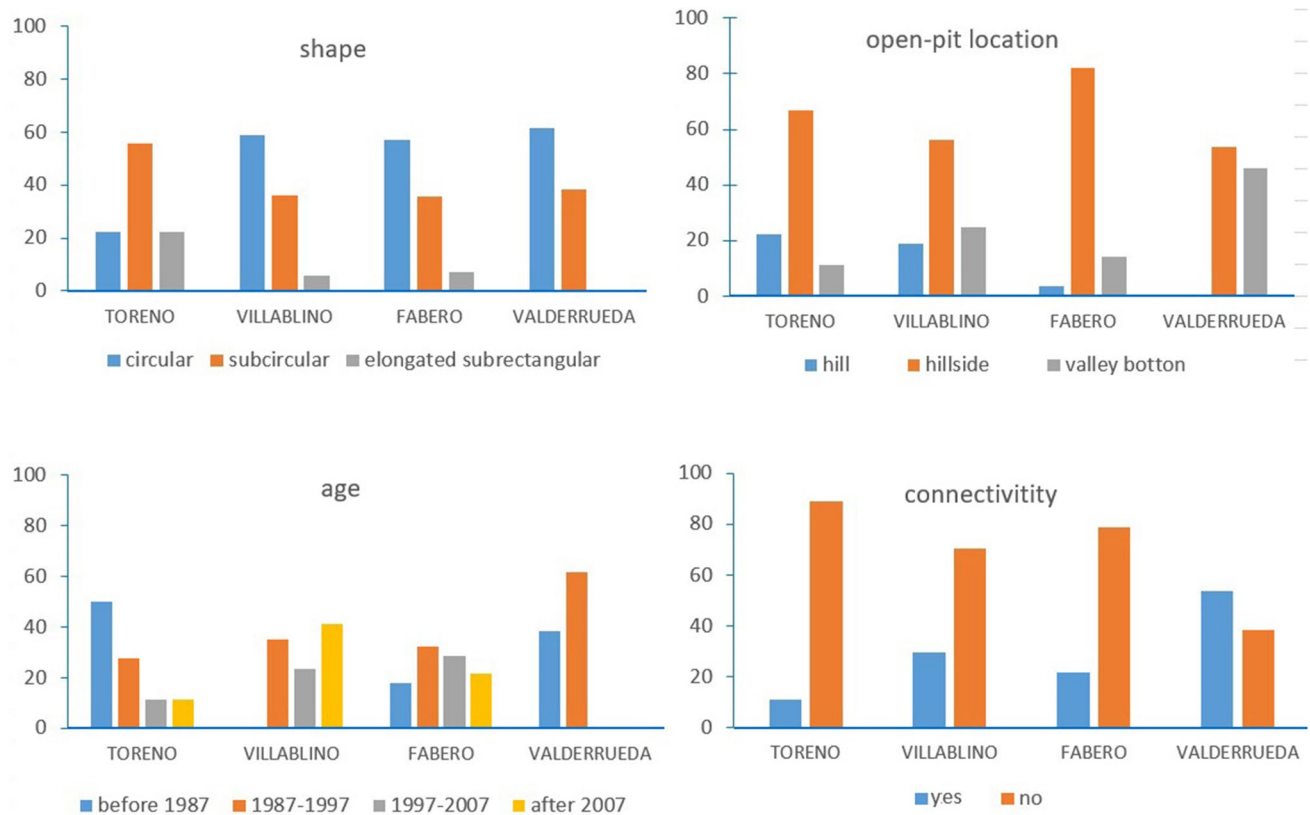 shape
100
80
60
40
20
0
TORENO VILLABLINO FABERO VALDERRUEDA
circular subcircular elongated subrectangular
open-pit location
100
80
60
40
20
0
TORENO VILLABLINO FABERO VALDERRUEDA
hill hillside valley botton
age
100
80
60
40
20
0
TORENO VILLABLINO FABERO VALDERRUEDA
before 1987 1987-1997 1997-2007 after 2007
connectivitity
100
80
60
40
20
0
TORENO VILLABLINO FABERO VALDERRUEDA
yes no